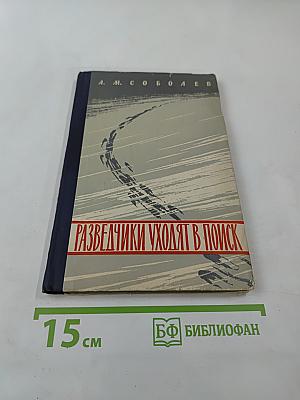 А. М. СОБОЛЕВ
РАЗВЕДЧИКИ УХОДЯТ В ПОИСК
15 см
БФ БИБЛИОФАН